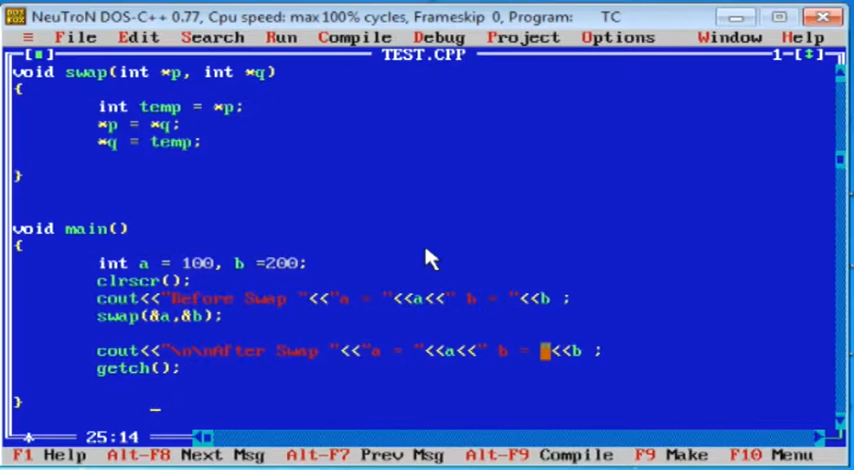 NeuTroN DOS-C++ 0.77, Cpu speed: max 100% cycles, Frameskip 0, Program: TC
≡ File Edit Search Run Compile Debug Project Options Window Help
[■] TEST.CPP 1-[↕]
void swap(int *p, int *q)
{
int temp = *p;
*p = *q;
*q = temp;
}
void main()
{
int a = 100, b =200;
clrscr();
cout<<"Before Swap "<<"a = "<<a<<" b = "<<b ;
swap(&a,&b);
cout<<"\n\nAfter Swap "<<"a = "<<a<<" b = "<<b ;
getch();
}
25:14
F1 Help Alt-F8 Next Msg Alt-F7 Prev Msg Alt-F9 Compile F9 Make F10 Menu